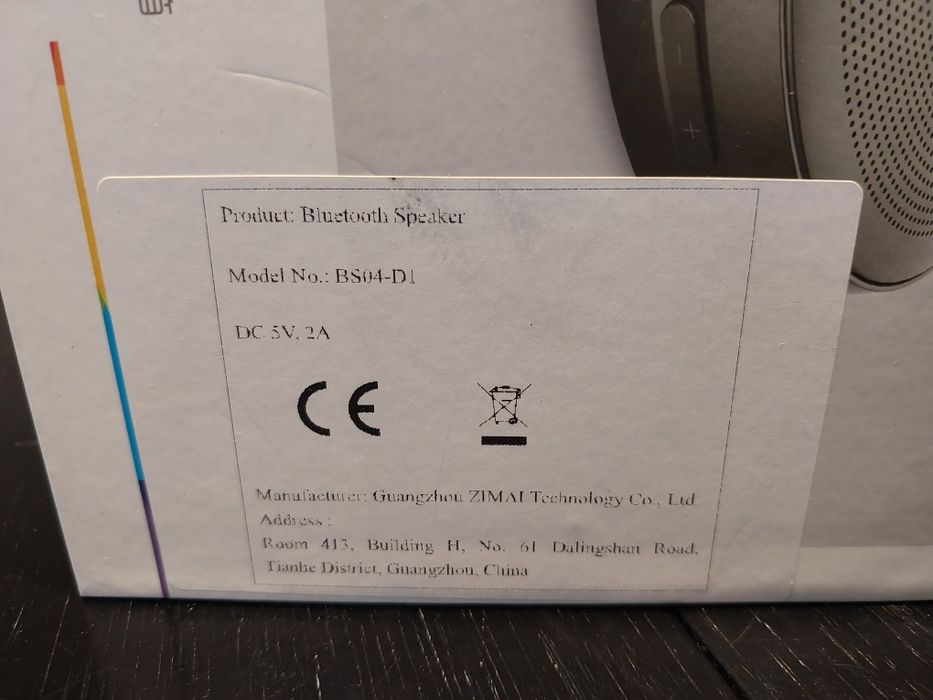 Product: Bluetooth Speaker
Model No.: BS04-D1
DC 5V, 2A
CE
Manufacturer: Guangzhou ZIMAI Technology Co., Ltd
Address :
Room 413, Building H, No. 61 Dalingshan Road,
Tianhe District, Guangzhou, China